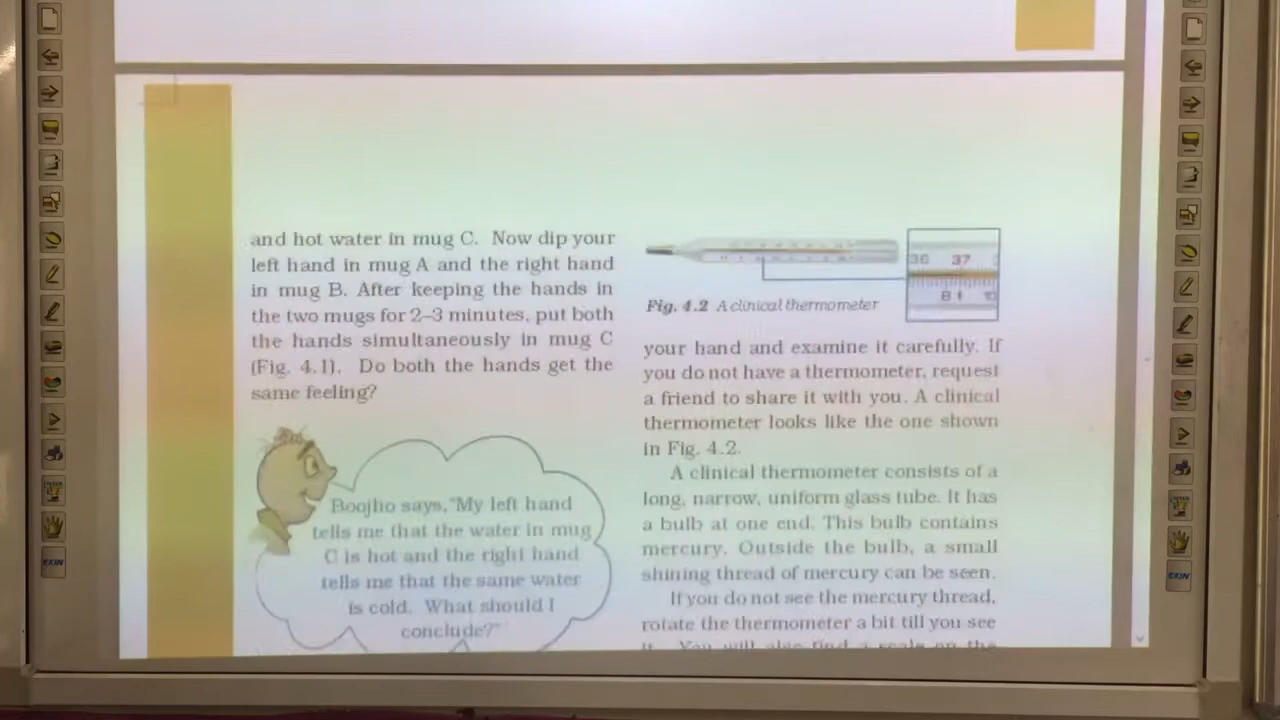 and hot water in mug C. Now dip your
left hand in mug A and the right hand
in mug B. After keeping the hands in
the two mugs for 2–3 minutes, put both
the hands simultaneously in mug C
(Fig. 4.1). Do both the hands get the
same feeling?
Boojho says, "My left hand
tells me that the water in mug
C is hot and the right hand
tells me that the same water
is cold. What should I
conclude?"
36 37
Fig. 4.2 A clinical thermometer
your hand and examine it carefully. If
you do not have a thermometer, request
a friend to share it with you. A clinical
thermometer looks like the one shown
in Fig. 4.2.
A clinical thermometer consists of a
long, narrow, uniform glass tube. It has
a bulb at one end. This bulb contains
mercury. Outside the bulb, a small
shining thread of mercury can be seen.
If you do not see the mercury thread,
rotate the thermometer a bit till you see
it. You will also find a scale on the